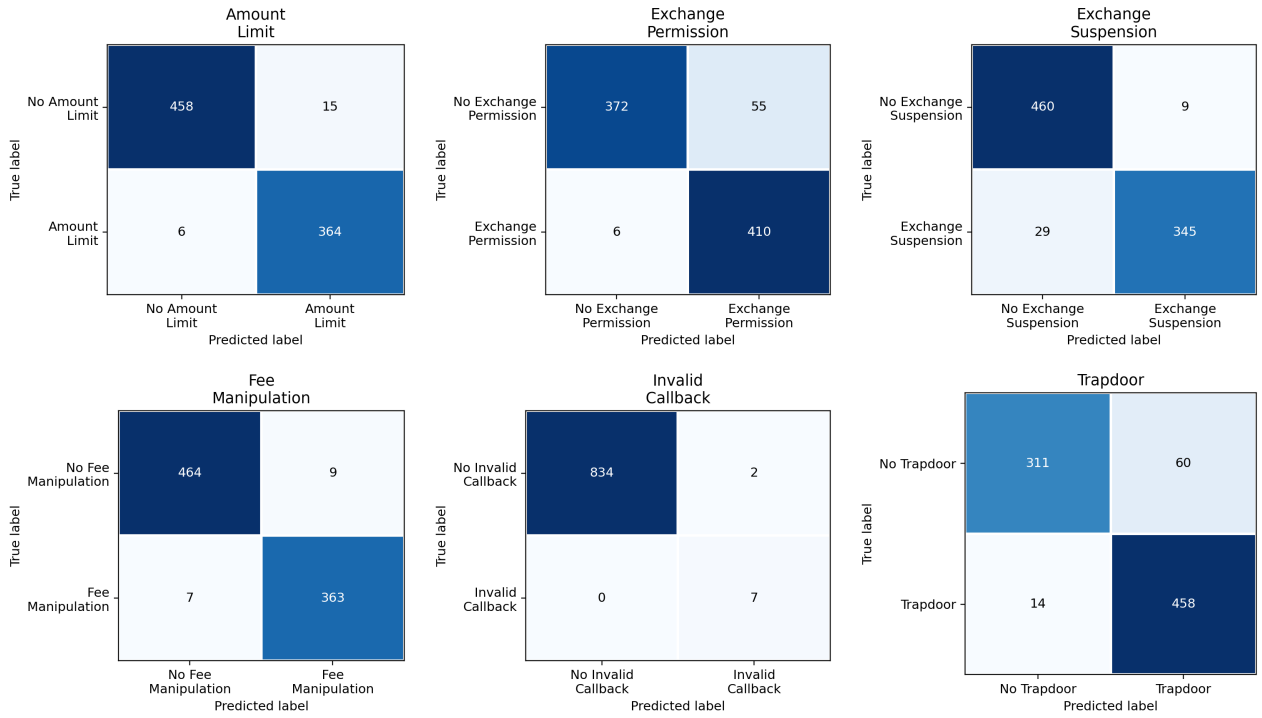 Amount
Limit
No Amount
Limit
458
15
Amount
Limit
6
364
True label
No Amount
Limit
Amount
Limit
Predicted label
Exchange
Permission
No Exchange
Permission
372
55
Exchange
Permission
6
410
True label
No Exchange
Permission
Exchange
Permission
Predicted label
Exchange
Suspension
No Exchange
Suspension
460
9
Exchange
Suspension
29
345
True label
No Exchange
Suspension
Exchange
Suspension
Predicted label
Fee
Manipulation
No Fee
Manipulation
464
9
Fee
Manipulation
7
363
True label
No Fee
Manipulation
Fee
Manipulation
Predicted label
Invalid
Callback
No Invalid
Callback
834
2
Invalid
Callback
0
7
True label
No Invalid
Callback
Invalid
Callback
Predicted label
Trapdoor
No Trapdoor
311
60
Trapdoor
14
458
True label
No Trapdoor
Trapdoor
Predicted label